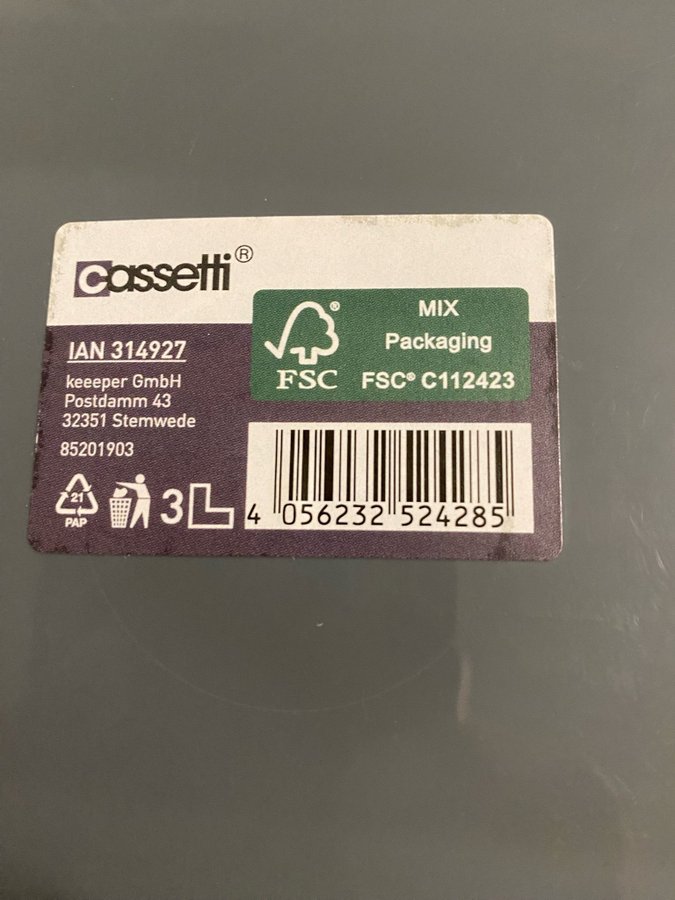 cassetti®
MIX
Packaging
FSC® C112423
FSC®
IAN 314927
keeeper GmbH
Postdamm 43
32351 Stemwede
85201903
21
PAP
3L
4 056232 524285